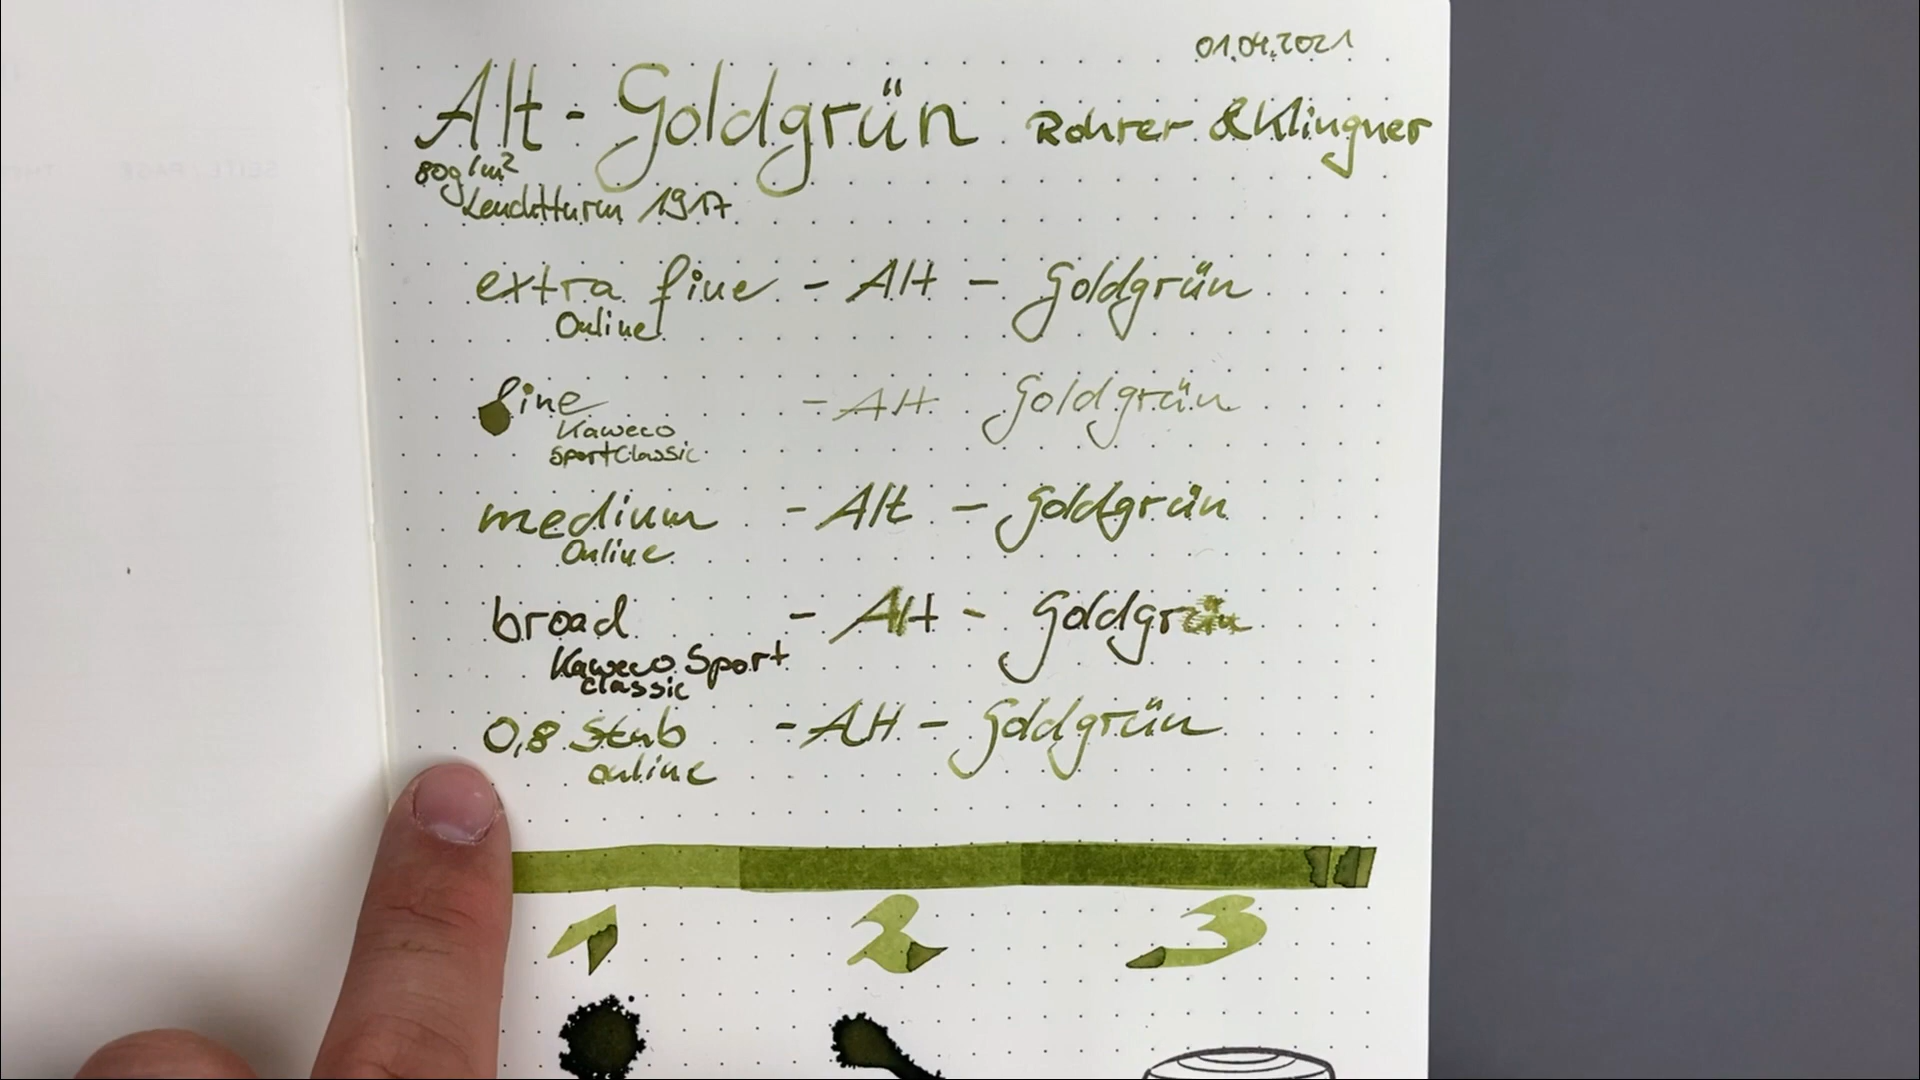 01.04.2021
Alt - Goldgrün Rohrer & Klingner
80g/m²
Leuchtturm 1917
extra fine - Alt - Goldgrün
Online
fine - Alt Goldgrün
Kaweco
Sport Classic
medium - Alt - Goldgrün
Online
broad - Alt - Goldgrün
Kaweco Sport
Classic
0,8 Stub - Alt - Goldgrün
online
1 2 3